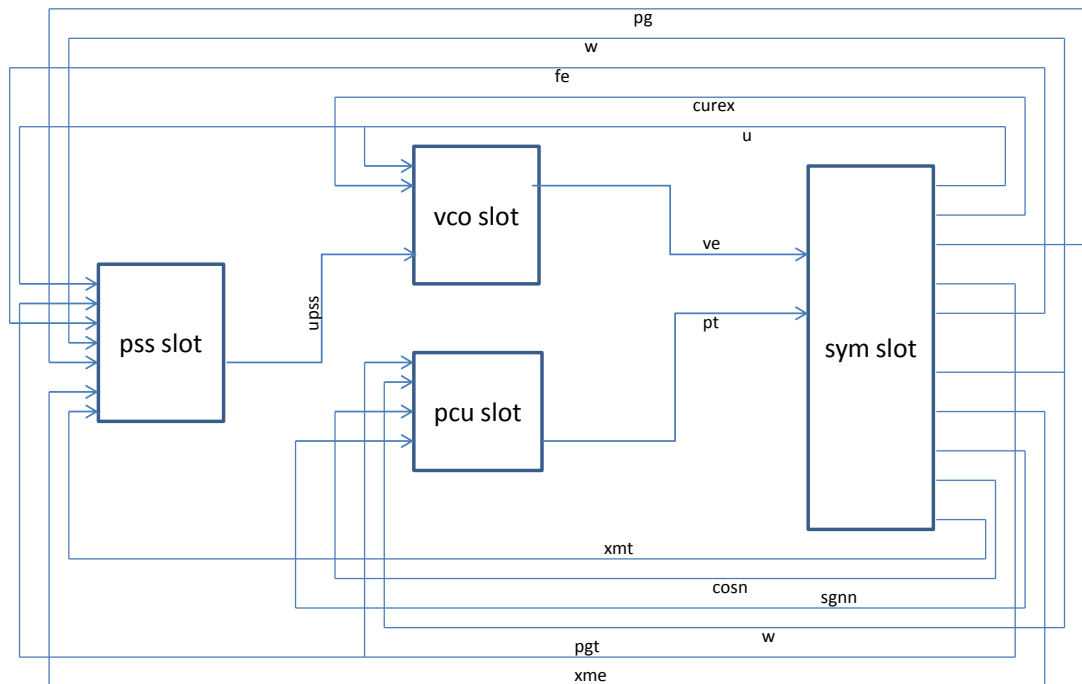 pg
w
fe
curex
u
vco slot
ve
upss
pss slot
pt
sym slot
pcu slot
xmt
cosn
sgnn
w
pgt
xme